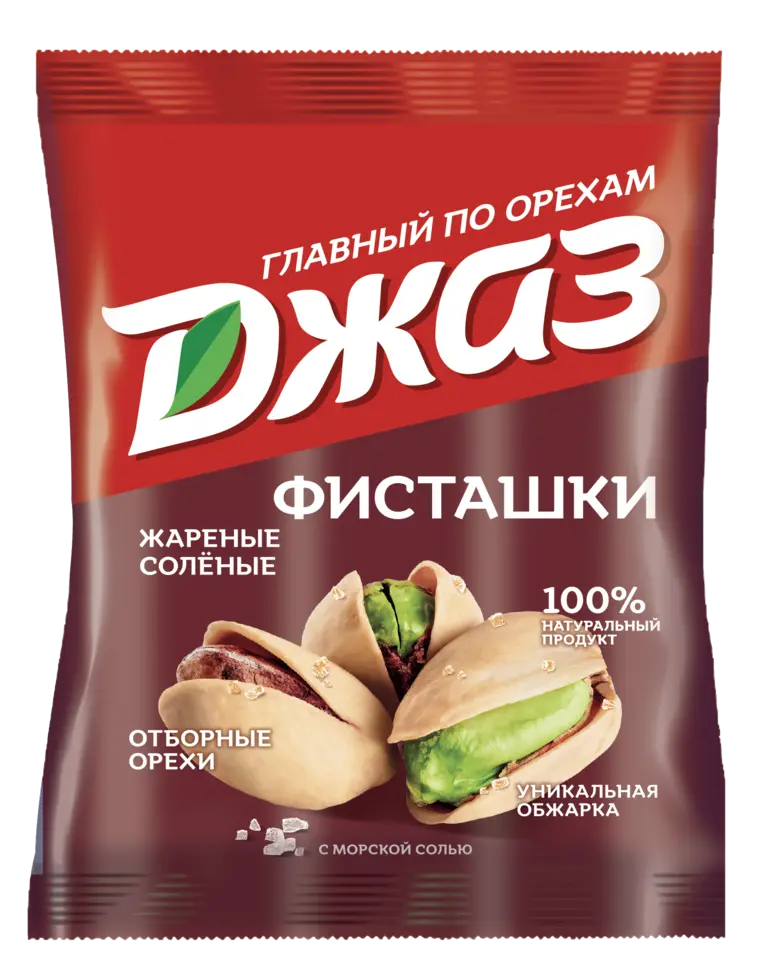 ГЛАВНЫЙ ПО ОРЕХАМ
Джаз
ФИСТАШКИ
ЖАРЕНЫЕ
СОЛЁНЫЕ
100%
НАТУРАЛЬНЫЙ
ПРОДУКТ
ОТБОРНЫЕ
ОРЕХИ
УНИКАЛЬНАЯ
ОБЖАРКА
С МОРСКОЙ СОЛЬЮ